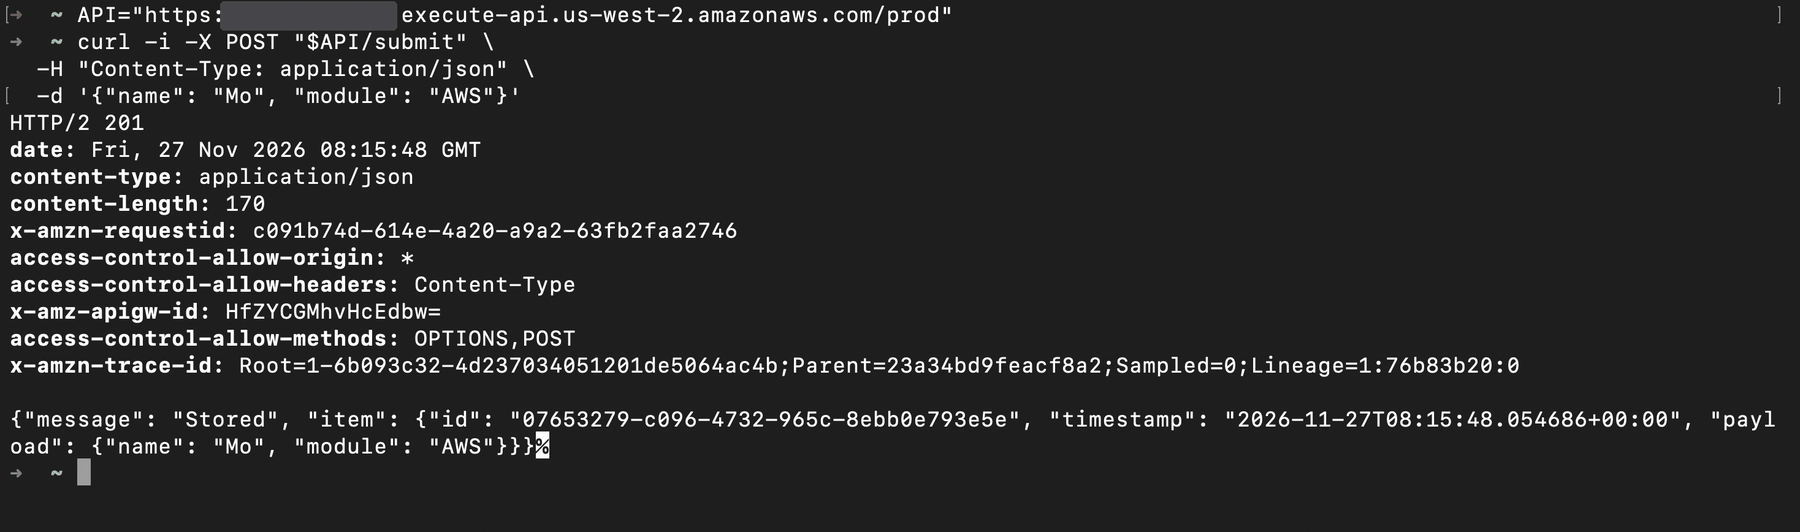 [→ ~ API="https: execute-api.us-west-2.amazonaws.com/prod" ]
→ ~ curl -i -X POST "$API/submit" \
-H "Content-Type: application/json" \
[ -d '{"name": "Mo", "module": "AWS"}' ]
HTTP/2 201
date: Fri, 27 Nov 2026 08:15:48 GMT
content-type: application/json
content-length: 170
x-amzn-requestid: c091b74d-614e-4a20-a9a2-63fb2faa2746
access-control-allow-origin: *
access-control-allow-headers: Content-Type
x-amz-apigw-id: HfZYCGMhvHcEdbw=
access-control-allow-methods: OPTIONS,POST
x-amzn-trace-id: Root=1-6b093c32-4d237034051201de5064ac4b;Parent=23a34bd9feacf8a2;Sampled=0;Lineage=1:76b83b20:0
{"message": "Stored", "item": {"id": "07653279-c096-4732-965c-8ebb0e793e5e", "timestamp": "2026-11-27T08:15:48.054686+00:00", "payl
oad": {"name": "Mo", "module": "AWS"}}}%
→ ~